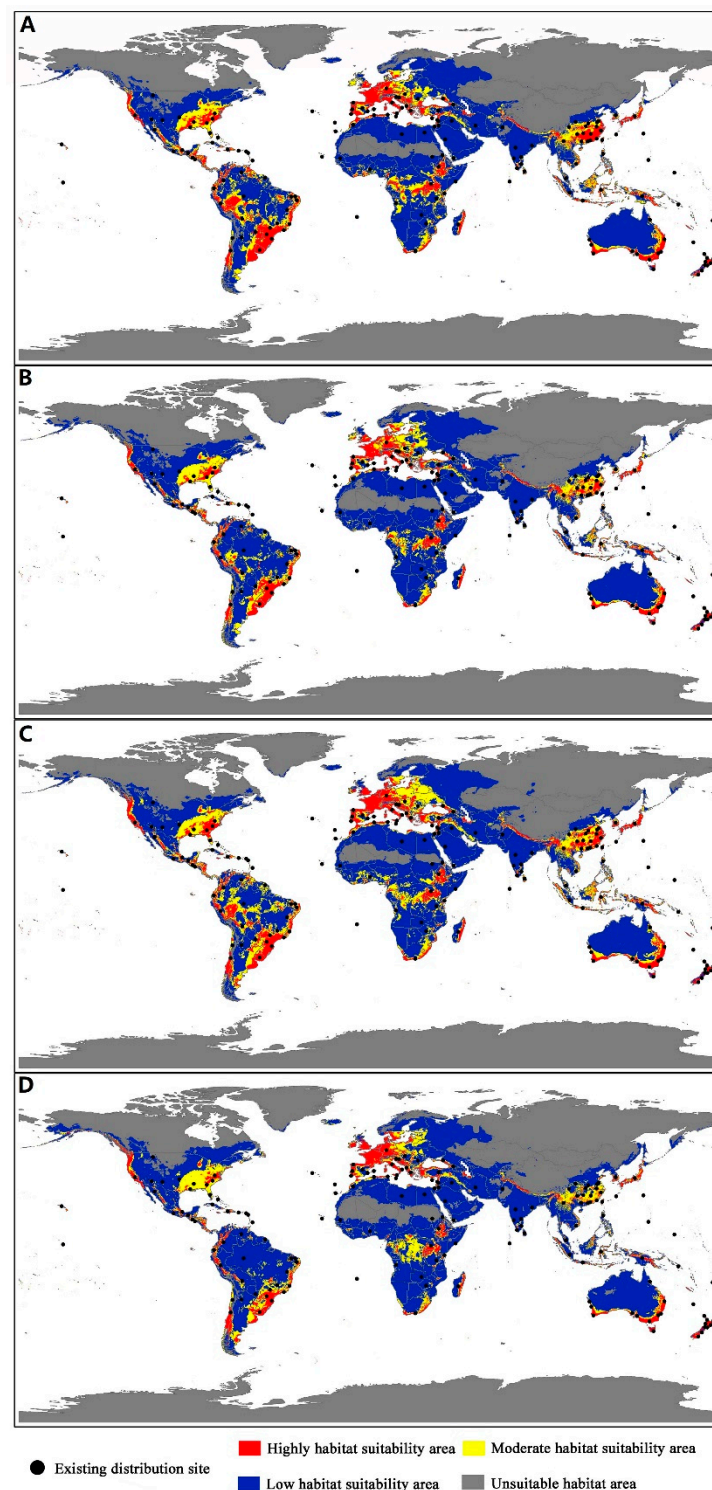 A
B
C
D
Highly habitat suitability area Moderate habitat suitability area
Existing distribution site
Low habitat suitability area Unsuitable habitat area